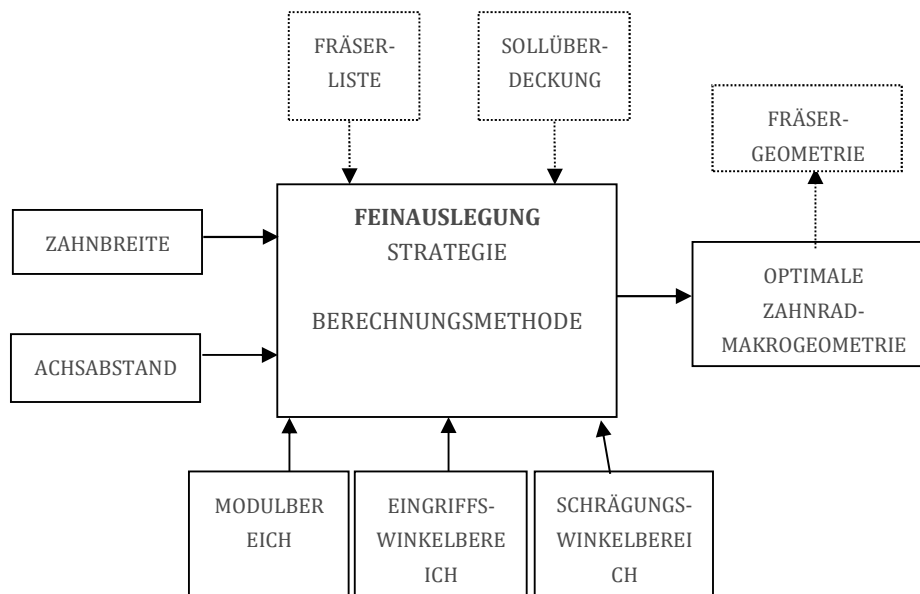 FRÄSER-
LISTE
SOLLÜBER-
DECKUNG
FRÄSER-
GEOMETRIE
ZAHNBREITE
ACHSABSTAND
FEINAUSLEGUNG
STRATEGIE
BERECHNUNGSMETHODE
OPTIMALE
ZAHNRAD-
MAKROGEOMETRIE
MODULBER
EICH
EINGRIFFS-
WINKELBERE
ICH
SCHRÄGUNGS-
WINKELBEREI
CH